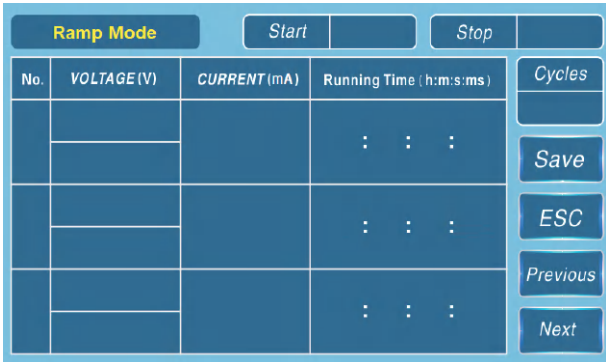 Ramp Mode Start Stop
No. VOLTAGE(V) CURRENT(mA) Running Time (h:m:s:ms) Cycles
: : :
Save
: : :
ESC
Previous
: : :
Next